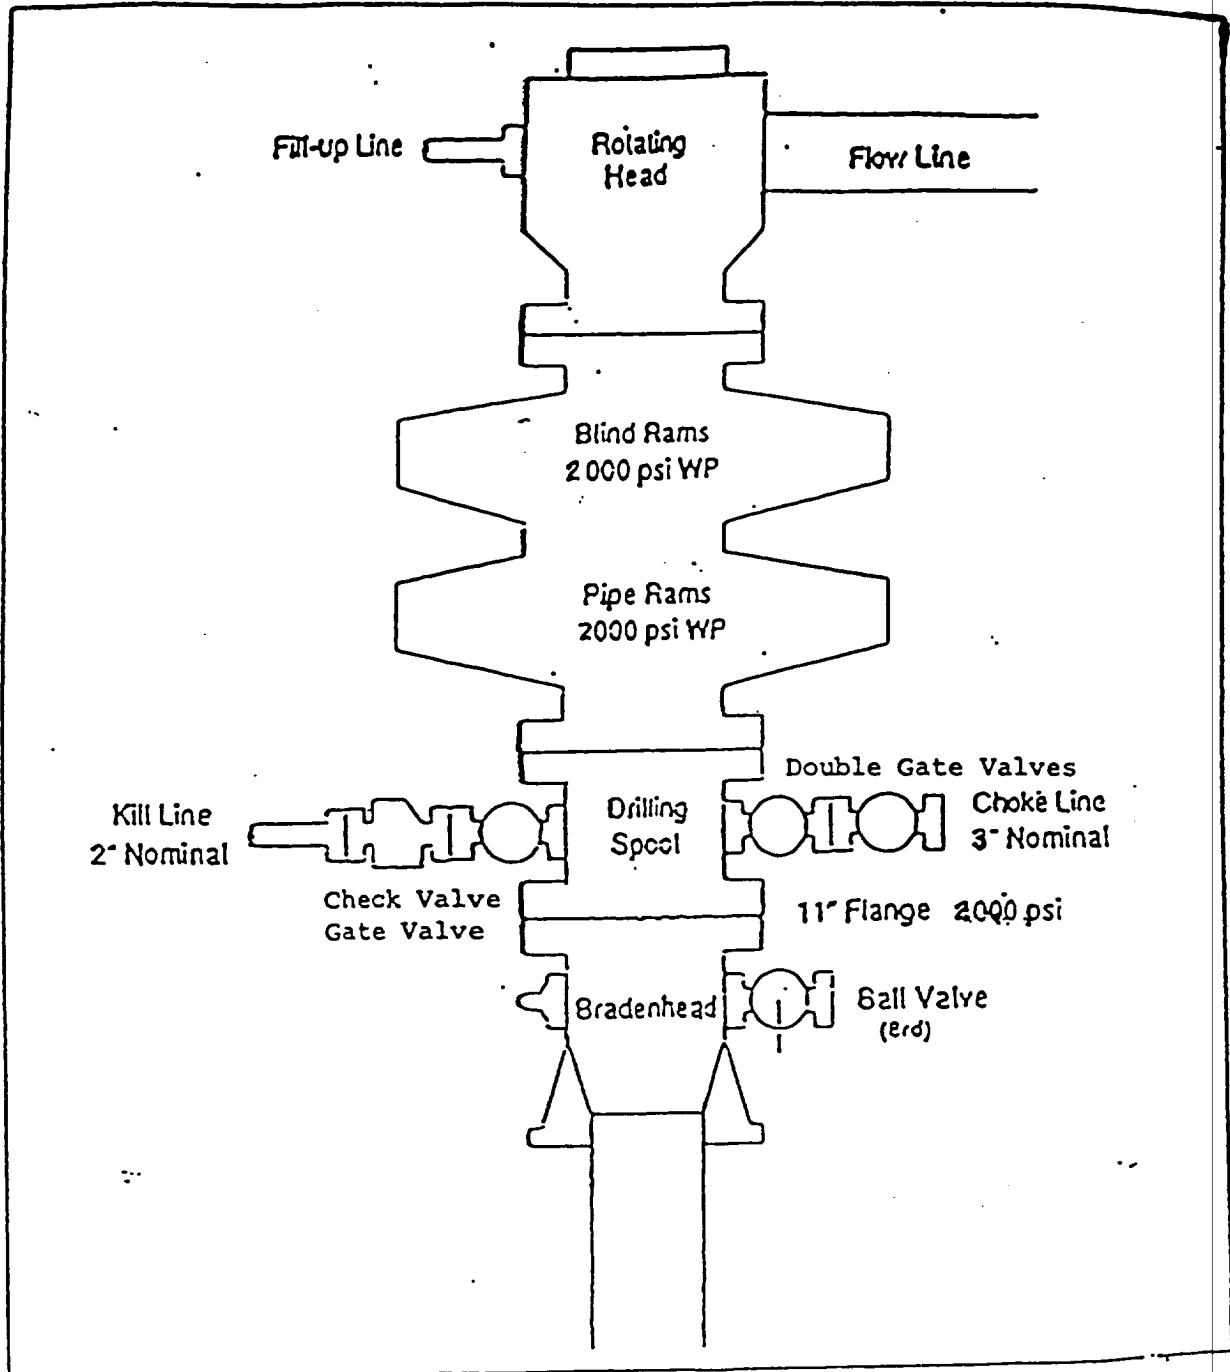 Fill-up Line
Rotating
Head
Flow Line
Blind Rams
2000 psi WP
Pipe Rams
2000 psi WP
Double Gate Valves
Kill Line
2" Nominal
Drilling
Spool
Choke Line
3" Nominal
Check Valve
Gate Valve
11" Flange 2000 psi
Bradenhead
Ball Valve